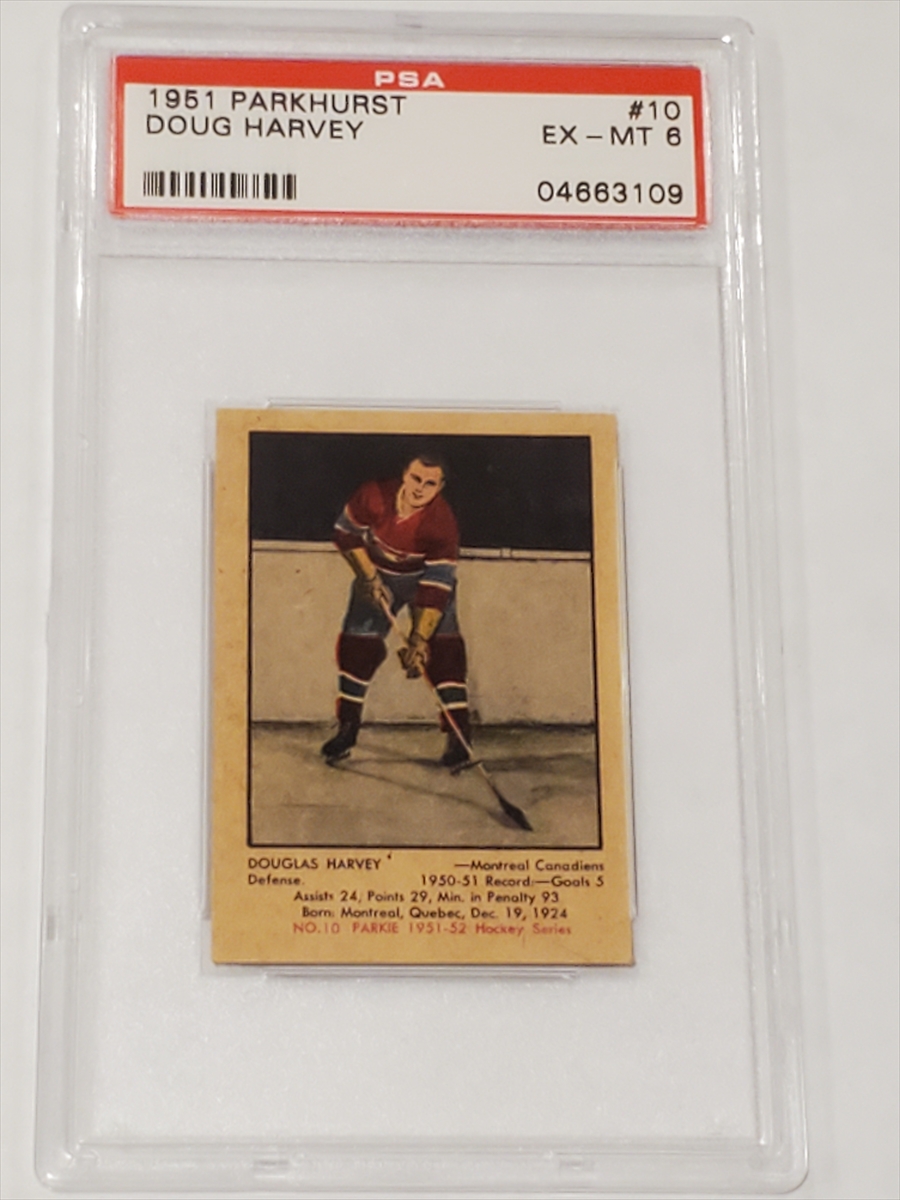 PSA
1951 PARKHURST #10
DOUG HARVEY EX - MT 6
04663109
DOUGLAS HARVEY —Montreal Canadiens
Defense. 1950-51 Record:—Goals 5
Assists 24, Points 29, Min. in Penalty 93
Born: Montreal, Quebec, Dec. 19, 1924
NO.10 PARKIE 1951-52 Hockey Series